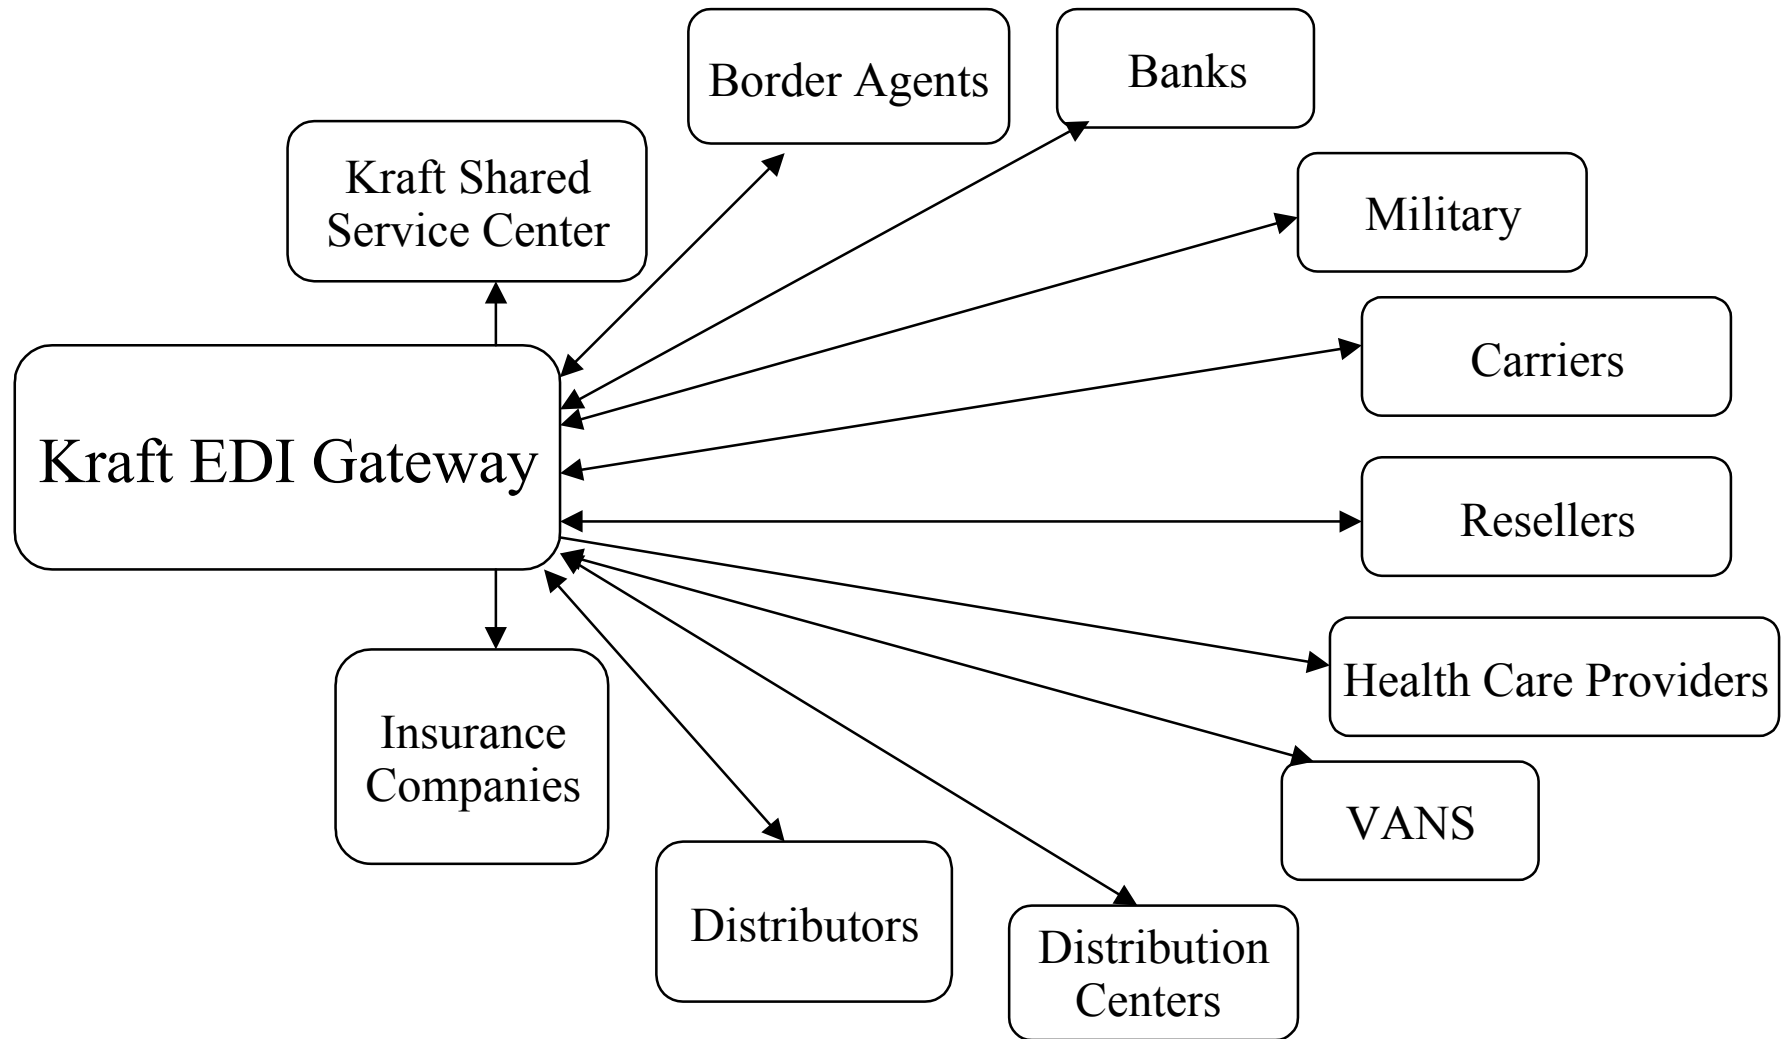 Border Agents
Banks
Kraft Shared
Service Center
Military
Carriers
Kraft EDI Gateway
Resellers
Health Care Providers
Insurance
Companies
VANS
Distributors
Distribution
Centers